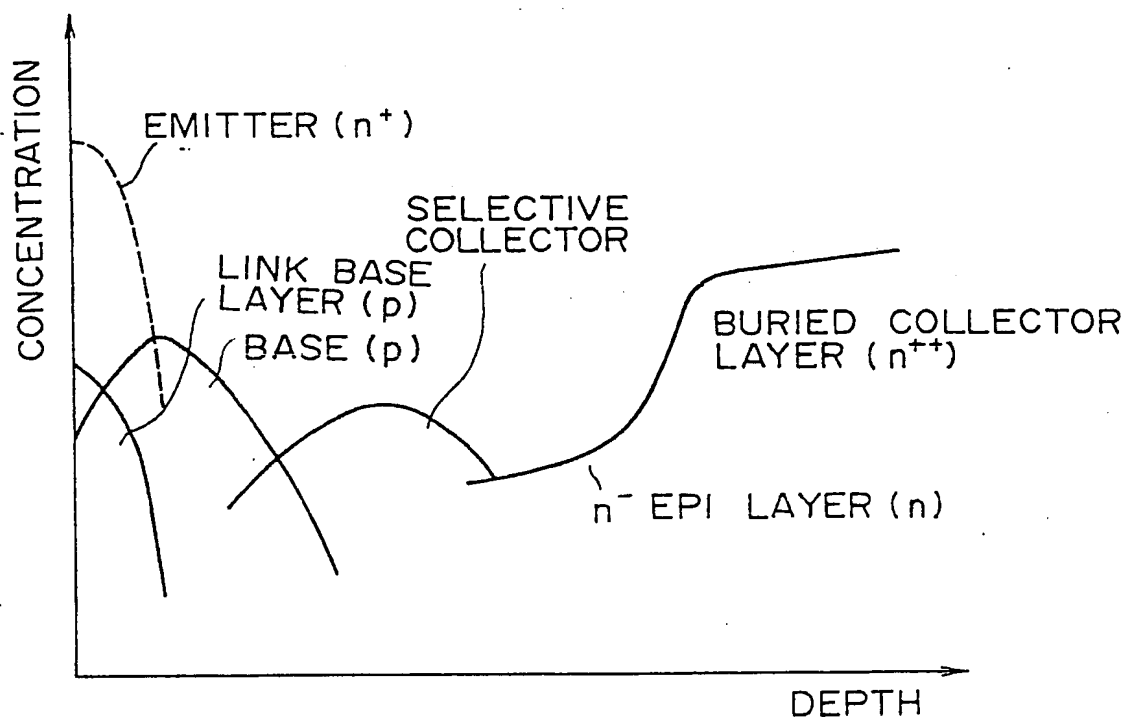 CONCENTRATION
EMITTER (n⁺)
SELECTIVE
COLLECTOR
LINK BASE
LAYER (p)
BASE (p)
BURIED COLLECTOR
LAYER (n⁺⁺)
n⁻ EPI LAYER (n)
DEPTH